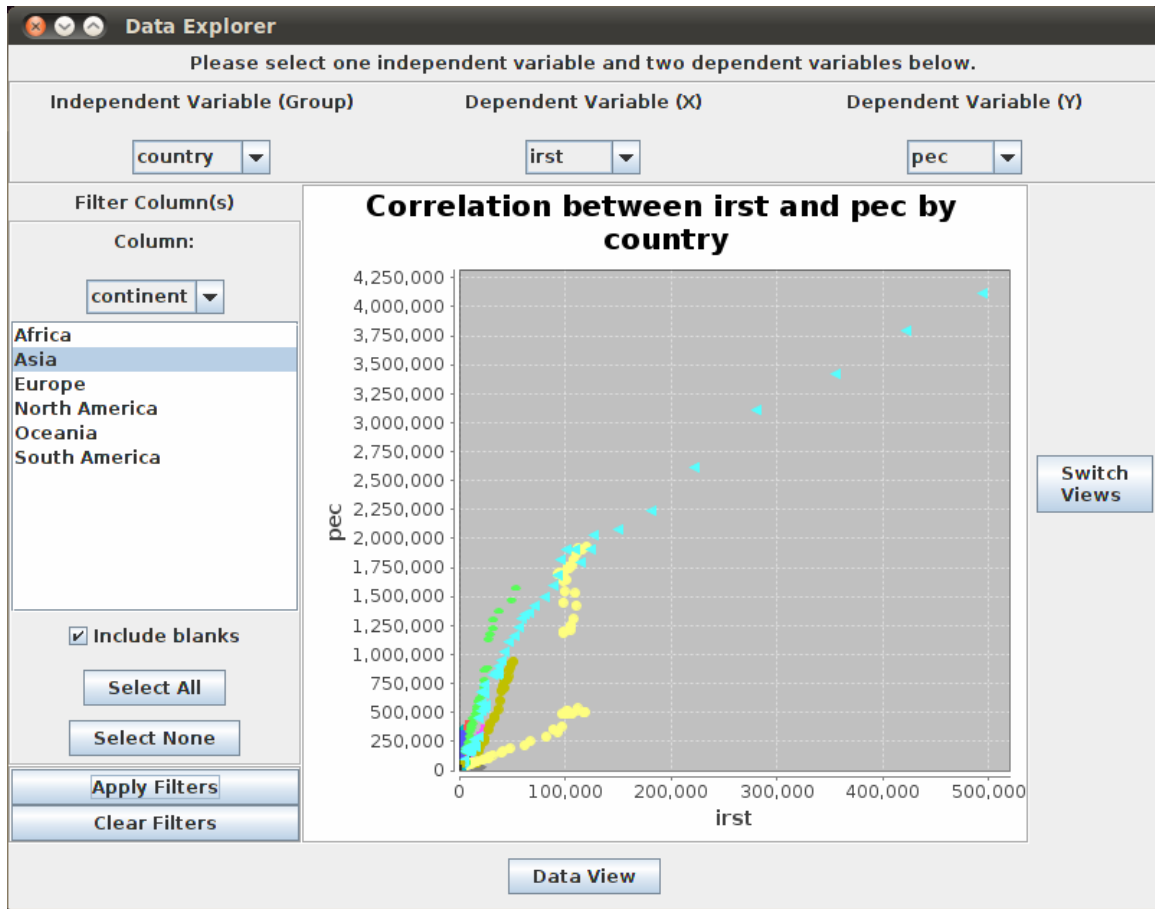 Data Explorer
Please select one independent variable and two dependent variables below.
Independent Variable (Group)
Dependent Variable (X)
Dependent Variable (Y)
country
irst
pec
Filter Column(s)
Column:
continent
Africa
Asia
Europe
North America
Oceania
South America
Include blanks
Select All
Select None
Apply Filters
Clear Filters
Correlation between irst and pec by
country
4,250,000
4,000,000
3,750,000
3,500,000
3,250,000
3,000,000
2,750,000
2,500,000
2,250,000
2,000,000
1,750,000
1,500,000
1,250,000
1,000,000
750,000
500,000
250,000
0
pec
0
100,000
200,000
300,000
400,000
500,000
irst
Switch
Views
Data View